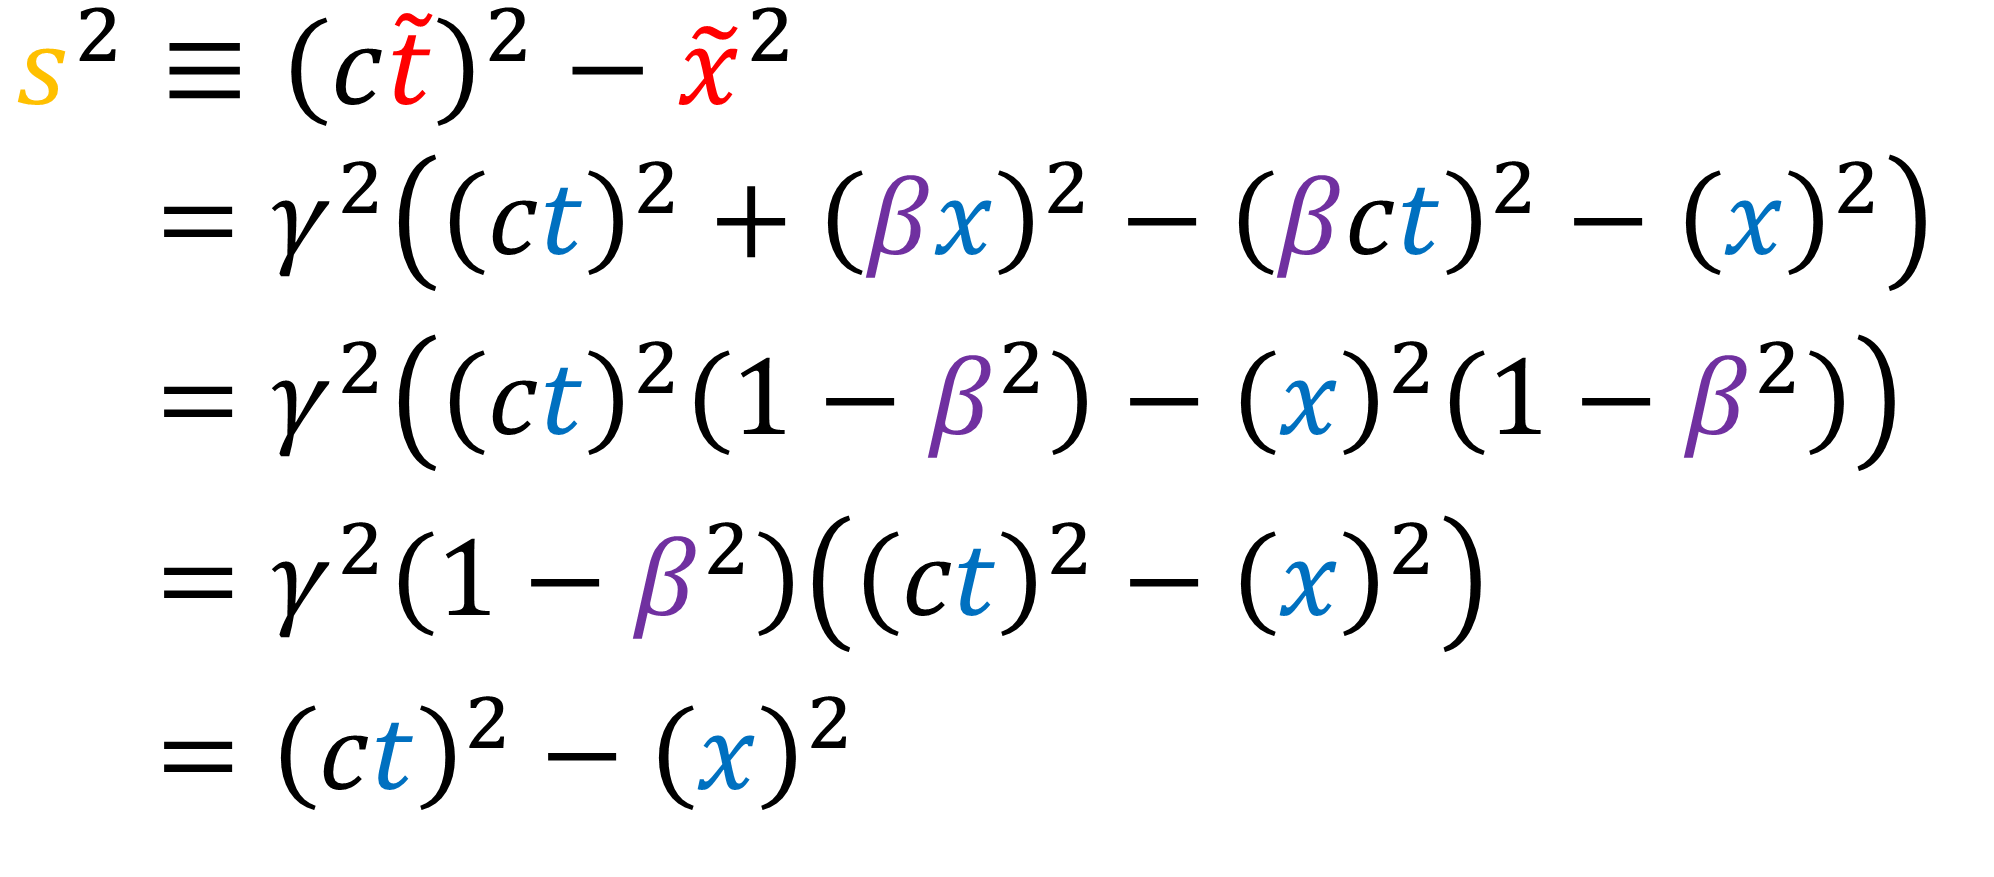 s² ≡ (ct̃)² − x̃²
= γ²((ct)² + (βx)² − (βct)² − (x)²)
= γ²((ct)²(1 − β²) − (x)²(1 − β²))
= γ²(1 − β²)((ct)² − (x)²)
= (ct)² − (x)²